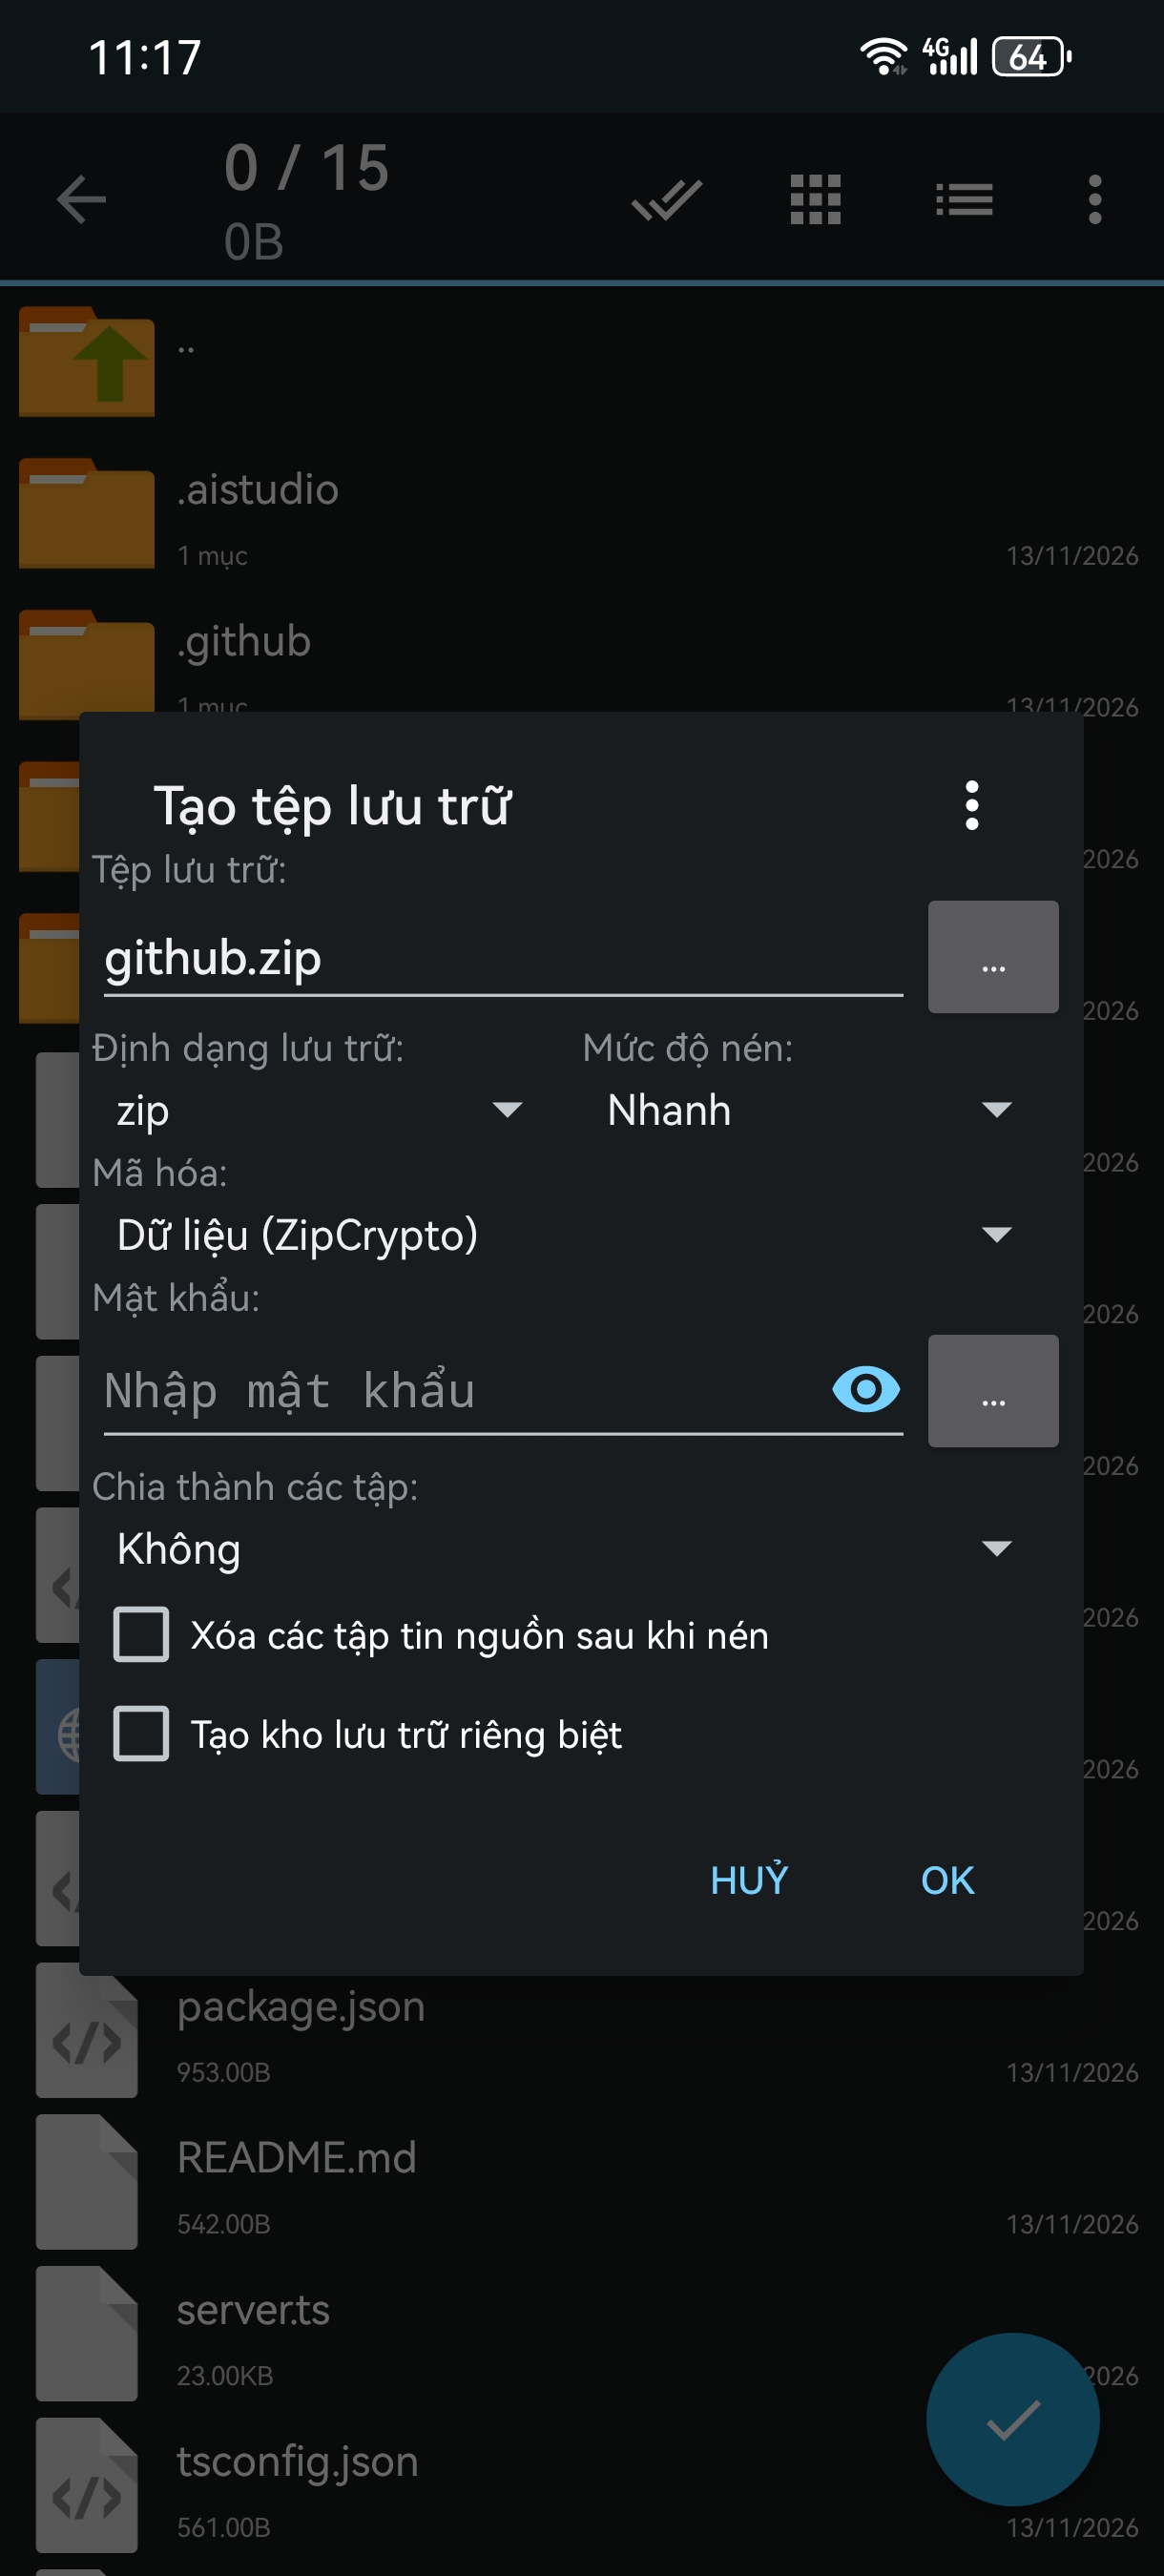 11:17
4G
64
0 / 15
0B
..
.aistudio
1 mục
13/11/2026
.github
1 mục
13/11/2026
Tạo tệp lưu trữ
Tệp lưu trữ:
2026
github.zip
...
2026
Định dạng lưu trữ:
Mức độ nén:
zip
Nhanh
2026
Mã hóa:
Dữ liệu (ZipCrypto)
Mật khẩu:
2026
Nhập mật khẩu
...
2026
Chia thành các tập:
Không
2026
Xóa các tập tin nguồn sau khi nén
Tạo kho lưu trữ riêng biệt
2026
HUỶ
OK
2026
package.json
953.00B
13/11/2026
README.md
542.00B
13/11/2026
server.ts
23.00KB
2026
tsconfig.json
561.00B
13/11/2026